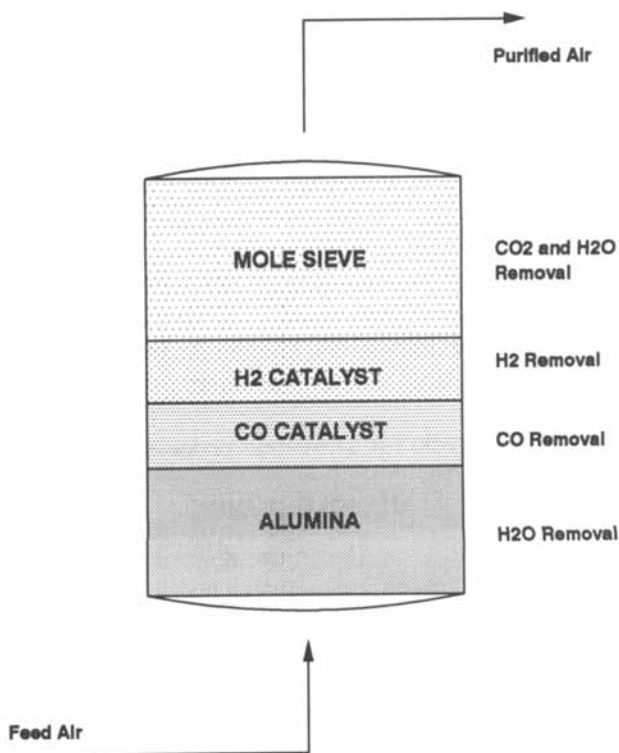 Purified Air
MOLE SIEVE
CO2 and H2O
Removal
H2 CATALYST
H2 Removal
CO CATALYST
CO Removal
ALUMINA
H2O Removal
Feed Air